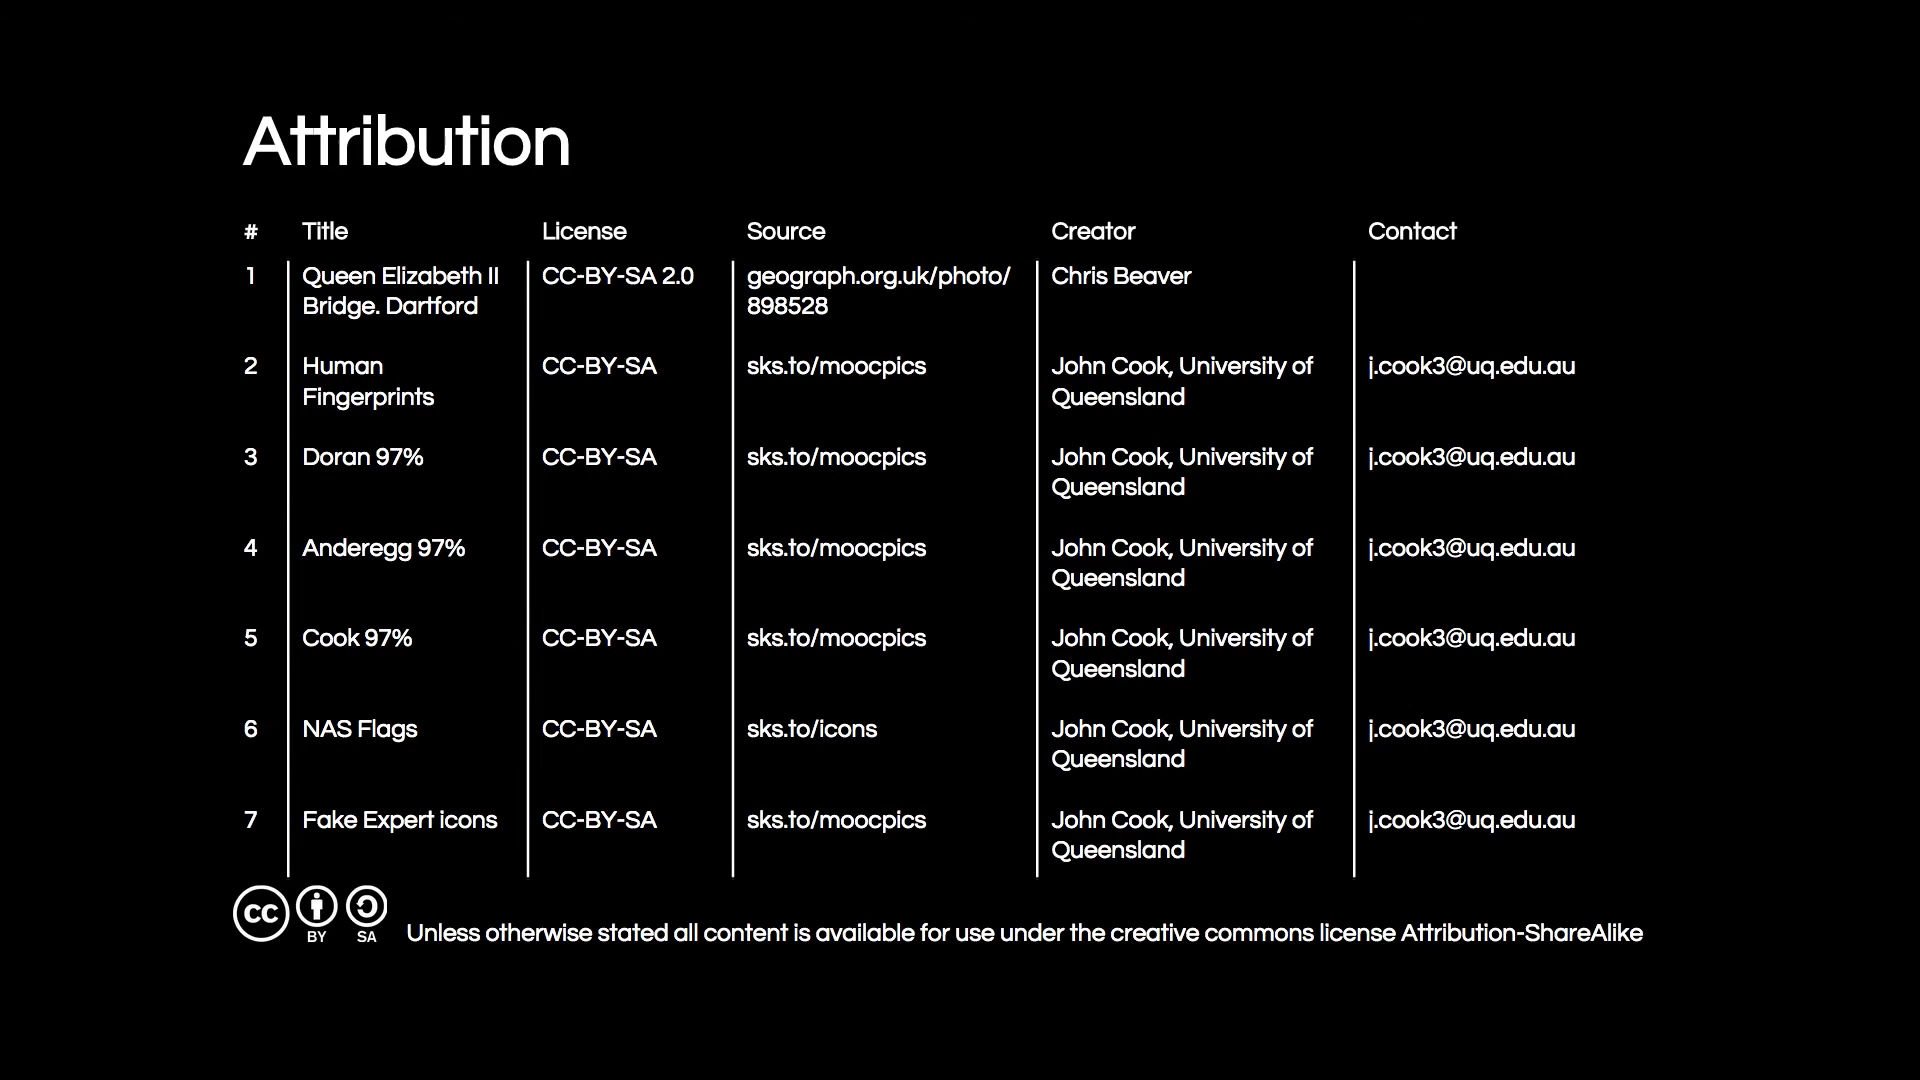 Attribution
# Title License Source Creator Contact
1 Queen Elizabeth II CC-BY-SA 2.0 geograph.org.uk/photo/ Chris Beaver
Bridge. Dartford 898528
2 Human CC-BY-SA sks.to/moocpics John Cook, University of j.cook3@uq.edu.au
Fingerprints Queensland
3 Doran 97% CC-BY-SA sks.to/moocpics John Cook, University of j.cook3@uq.edu.au
Queensland
4 Anderegg 97% CC-BY-SA sks.to/moocpics John Cook, University of j.cook3@uq.edu.au
Queensland
5 Cook 97% CC-BY-SA sks.to/moocpics John Cook, University of j.cook3@uq.edu.au
Queensland
6 NAS Flags CC-BY-SA sks.to/icons John Cook, University of j.cook3@uq.edu.au
Queensland
7 Fake Expert icons CC-BY-SA sks.to/moocpics John Cook, University of j.cook3@uq.edu.au
Queensland
cc BY SA
Unless otherwise stated all content is available for use under the creative commons license Attribution-ShareAlike